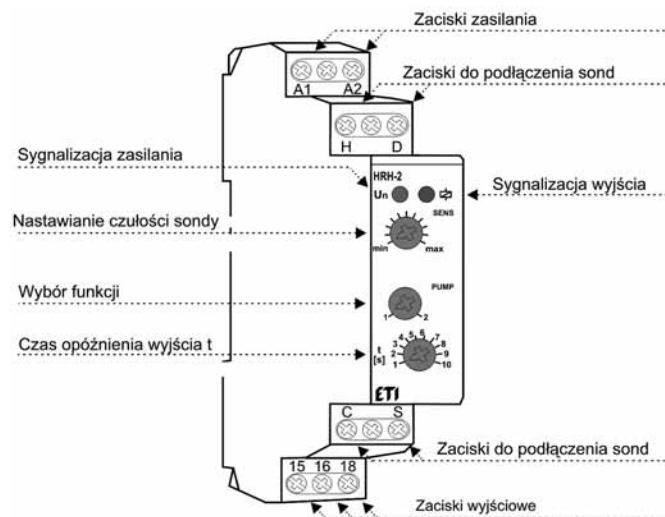 Zaciski zasilania
A1 A2
Zaciski do podłączenia sond
H D
Sygnalizacja zasilania
HRH-2
Un
Sygnalizacja wyjścia
SENS
Nastawianie czułości sondy
min max
Wybór funkcji
PUMP
1 2
Czas opóźnienia wyjścia t
t
[s]
1 2 3 4 5 6 7 8 9 10
ETI
C S
Zaciski do podłączenia sond
15 16 18
Zaciski wyjściowe